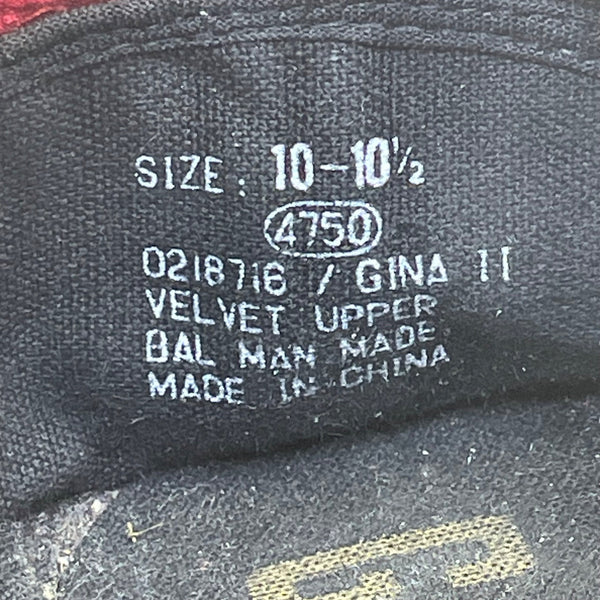 SIZE: 10-10½
4750
0218716 / GINA II
VELVET UPPER
BAL MAN MADE
MADE IN CHINA